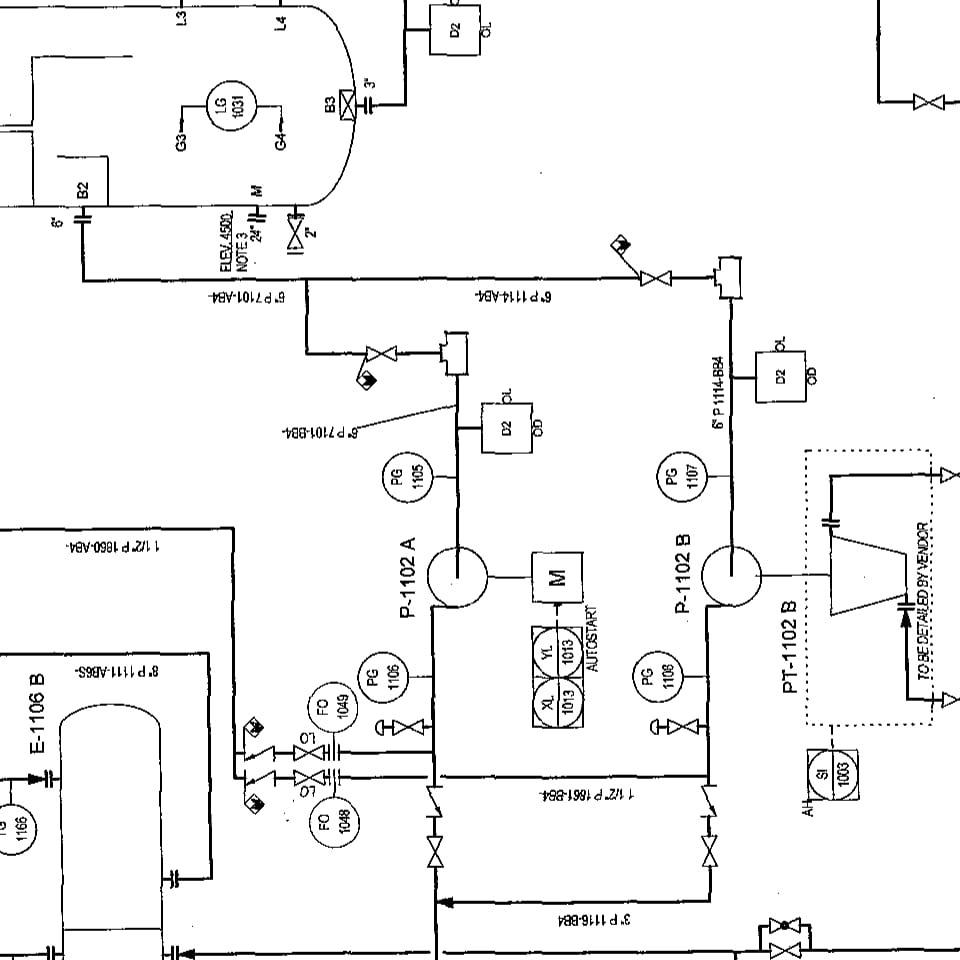 L3
L4
D2
OL
LG
1031
G3
G4
B3
3"
B2
6"
M
24"
2"
ELEV. 4500
NOTE 3
6" P 7101-AB4-
6" P 1114-AB4-
6" P 7101-BB4-
D2
OL
OD
6" P 1114-BB4
D2
OL
OD
PG
1105
PG
1107
1 1/2" P 1860-AB4-
P-1102 A
M
P-1102 B
PT-1102 B
TO BE DETAILED BY VENDOR
8" P 1111-AB6S-
E-1106 B
PG
1106
YL
1013
XL
1013
AUTOSTART
PG
1108
FO
1049
LO
LO
FO
1048
1 1/2" P 1861-BB4-
SI
1003
AH
1166
3" P 1116-BB4